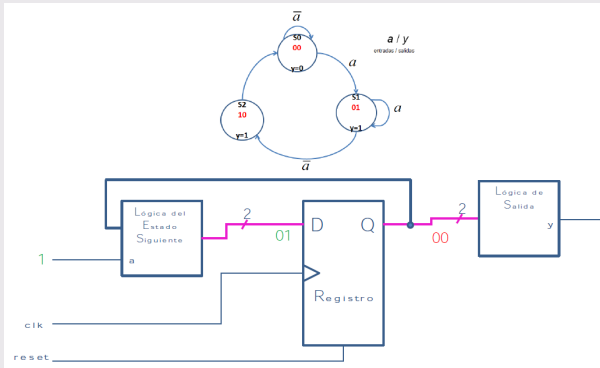 a̅
S0
00
y=0
a / y
entradas / salidas
a
S2
10
y=1
S1
01
y=1
a
a̅
Lógica del
Estado
Siguiente
a
2
01
D
Q
Registro
2
00
Lógica de
Salida
y
1
clk
reset